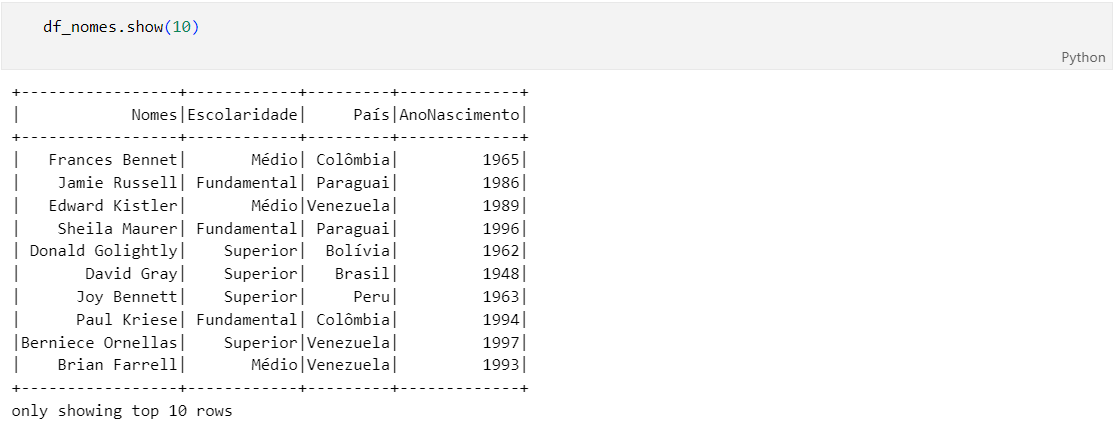 df_nomes.show(10)
Python
+-----------------+------------+---------+-------------+
|            Nomes|Escolaridade|     País|AnoNascimento|
+-----------------+------------+---------+-------------+
|   Frances Bennet|       Médio| Colômbia|         1965|
|    Jamie Russell| Fundamental| Paraguai|         1986|
|   Edward Kistler|       Médio|Venezuela|         1989|
|    Sheila Maurer| Fundamental| Paraguai|         1996|
| Donald Golightly|    Superior|  Bolívia|         1962|
|       David Gray|    Superior|   Brasil|         1948|
|      Joy Bennett|    Superior|     Peru|         1963|
|      Paul Kriese| Fundamental| Colômbia|         1994|
|Berniece Ornellas|    Superior|Venezuela|         1997|
|    Brian Farrell|       Médio|Venezuela|         1993|
+-----------------+------------+---------+-------------+
only showing top 10 rows